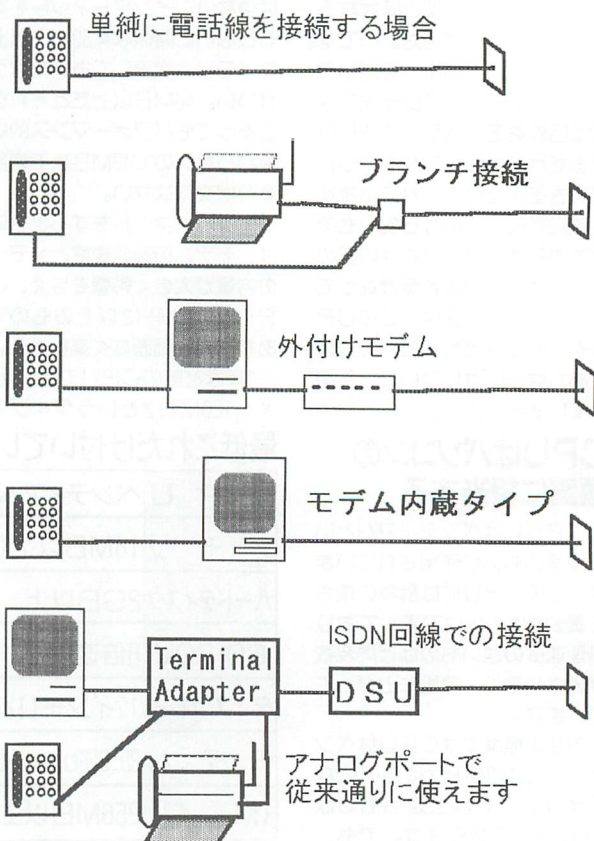 単純に電話線を接続する場合
ブランチ接続
外付けモデム
モデム内蔵タイプ
ISDN回線での接続
Terminal
Adapter
DSU
アナログポートで
従来通りに使えます